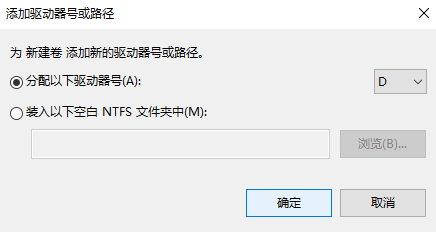 添加驱动器号或路径
为 新建卷 添加新的驱动器号或路径。
分配以下驱动器号(A):
D
装入以下空白 NTFS 文件夹中(M):
浏览(B)...
确定
取消